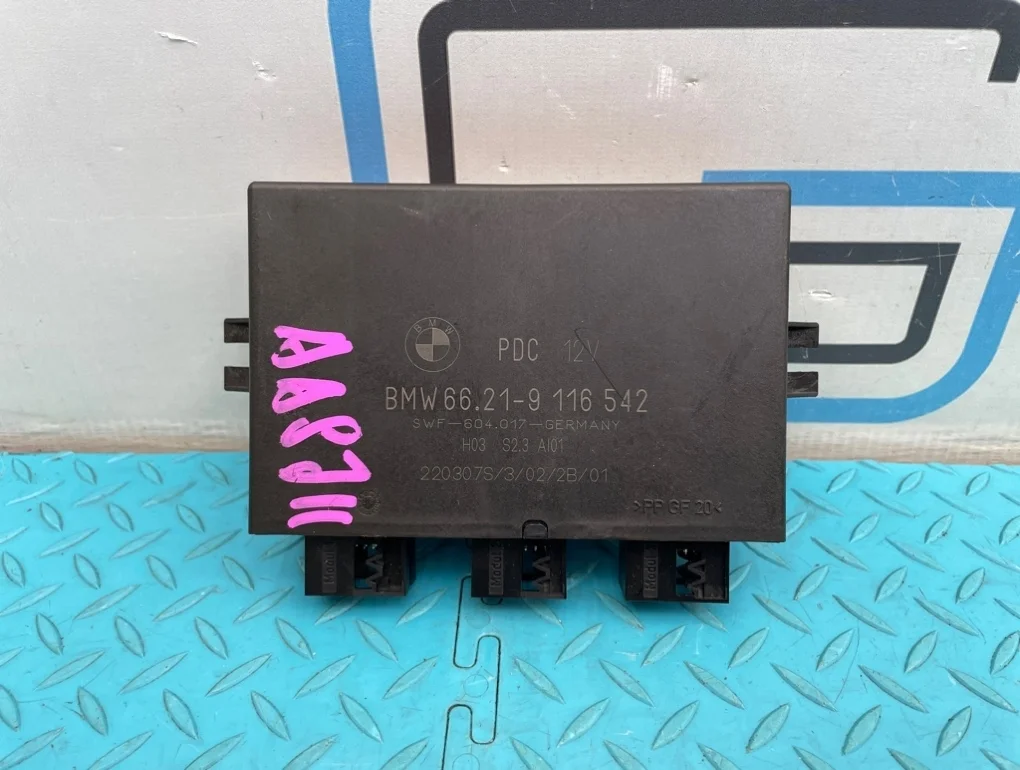 BMW
PDC 12V
BMW 66.21-9 116 542
SWF-604.017-GERMANY
H03 S2.3 AI01
220307S/3/02/2B/01
>PP GF 20<